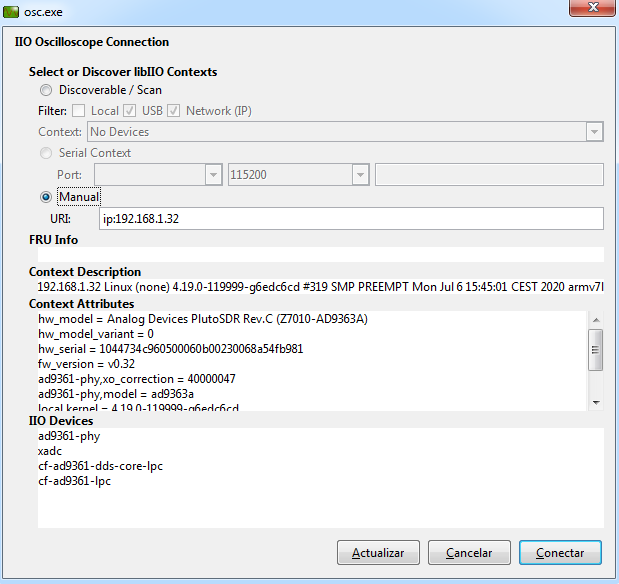 osc.exe
IIO Oscilloscope Connection
Select or Discover libIIO Contexts
Discoverable / Scan
Filter: Local USB Network (IP)
Context: No Devices
Serial Context
Port: 115200
Manual
URI: ip:192.168.1.32
FRU Info
Context Description
192.168.1.32 Linux (none) 4.19.0-119999-g6edc6cd #319 SMP PREEMPT Mon Jul 6 15:45:01 CEST 2020 armv7l
Context Attributes
hw_model = Analog Devices PlutoSDR Rev.C (Z7010-AD9363A)
hw_model_variant = 0
hw_serial = 1044734c960500060b00230068a54fb981
fw_version = v0.32
ad9361-phy,xo_correction = 40000047
ad9361-phy,model = ad9363a
local,kernel = 4.19.0-119999-g6edc6cd
IIO Devices
ad9361-phy
xadc
cf-ad9361-dds-core-lpc
cf-ad9361-lpc
Actualizar Cancelar Conectar